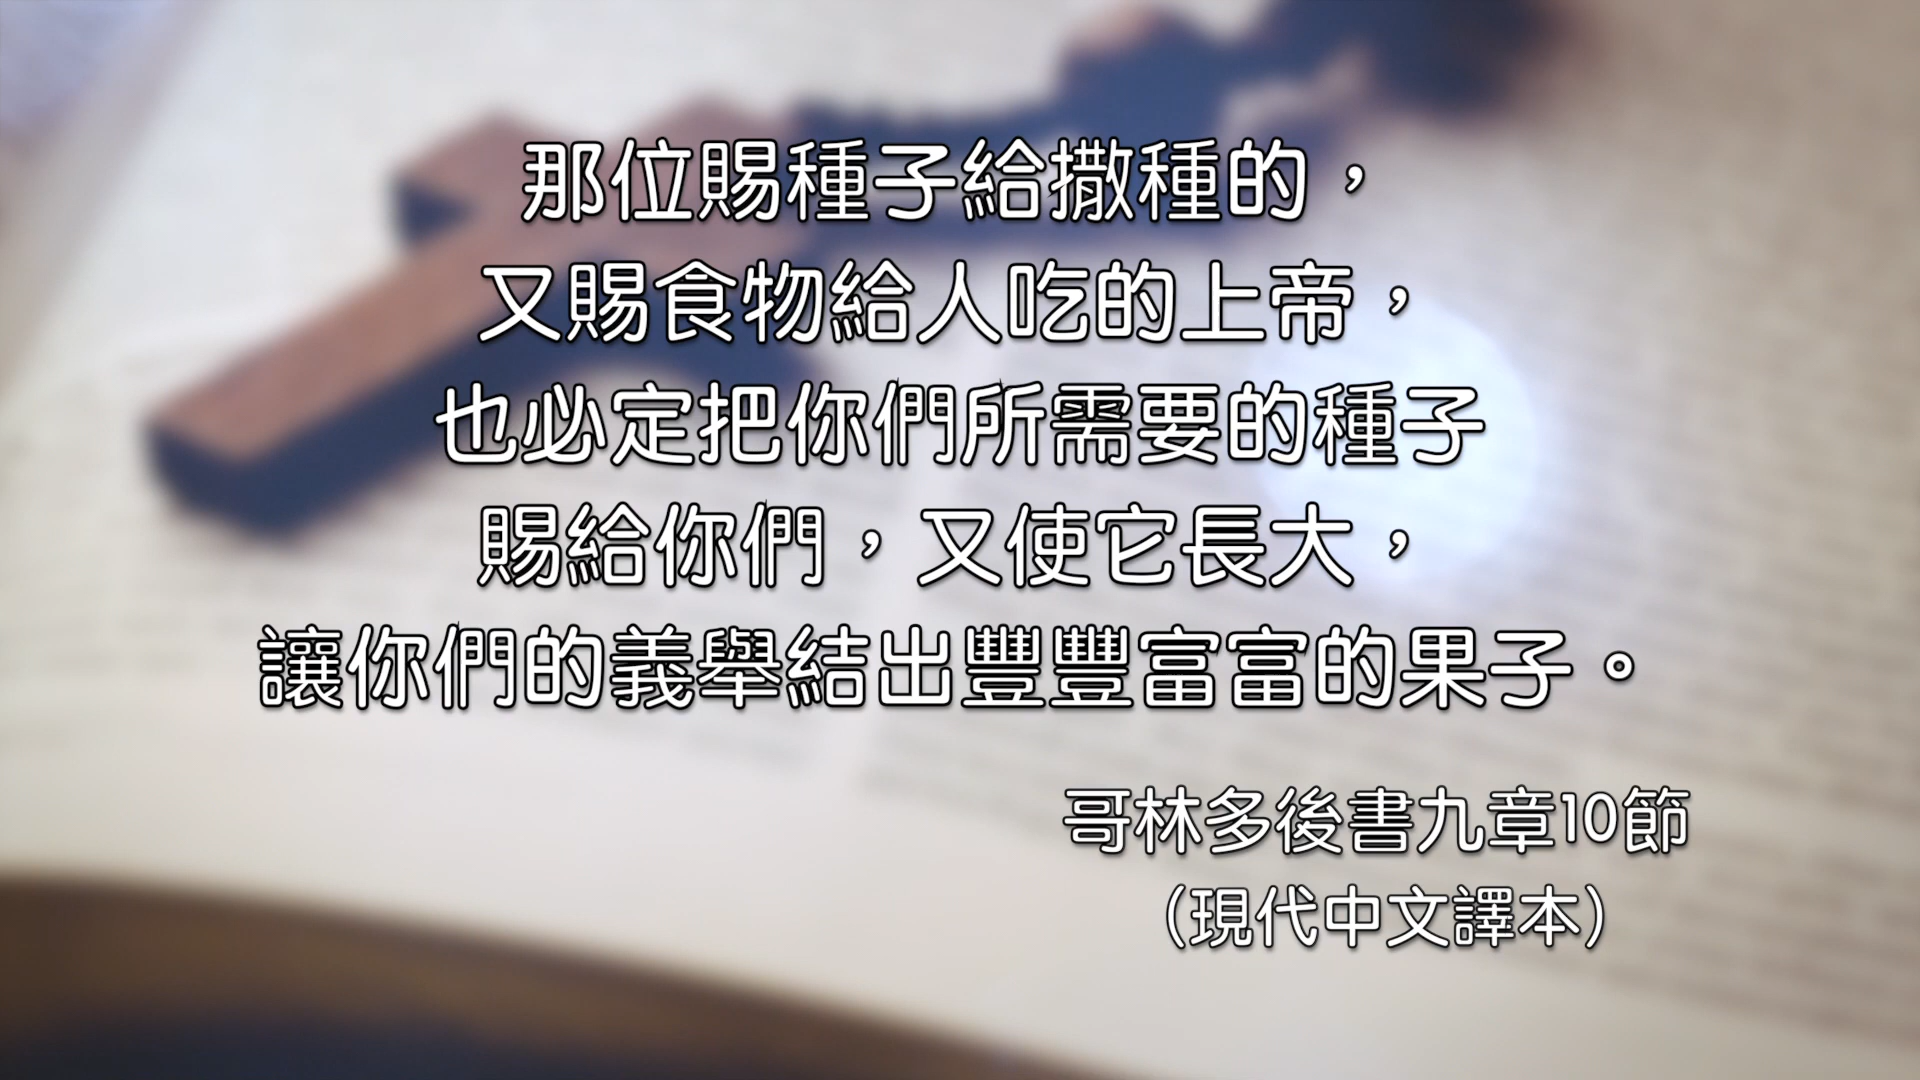 那位賜種子給撒種的，
又賜食物給人吃的上帝，
也必定把你們所需要的種子
賜給你們，又使它長大，
讓你們的義舉結出豐豐富富的果子。
哥林多後書九章10節
（現代中文譯本）